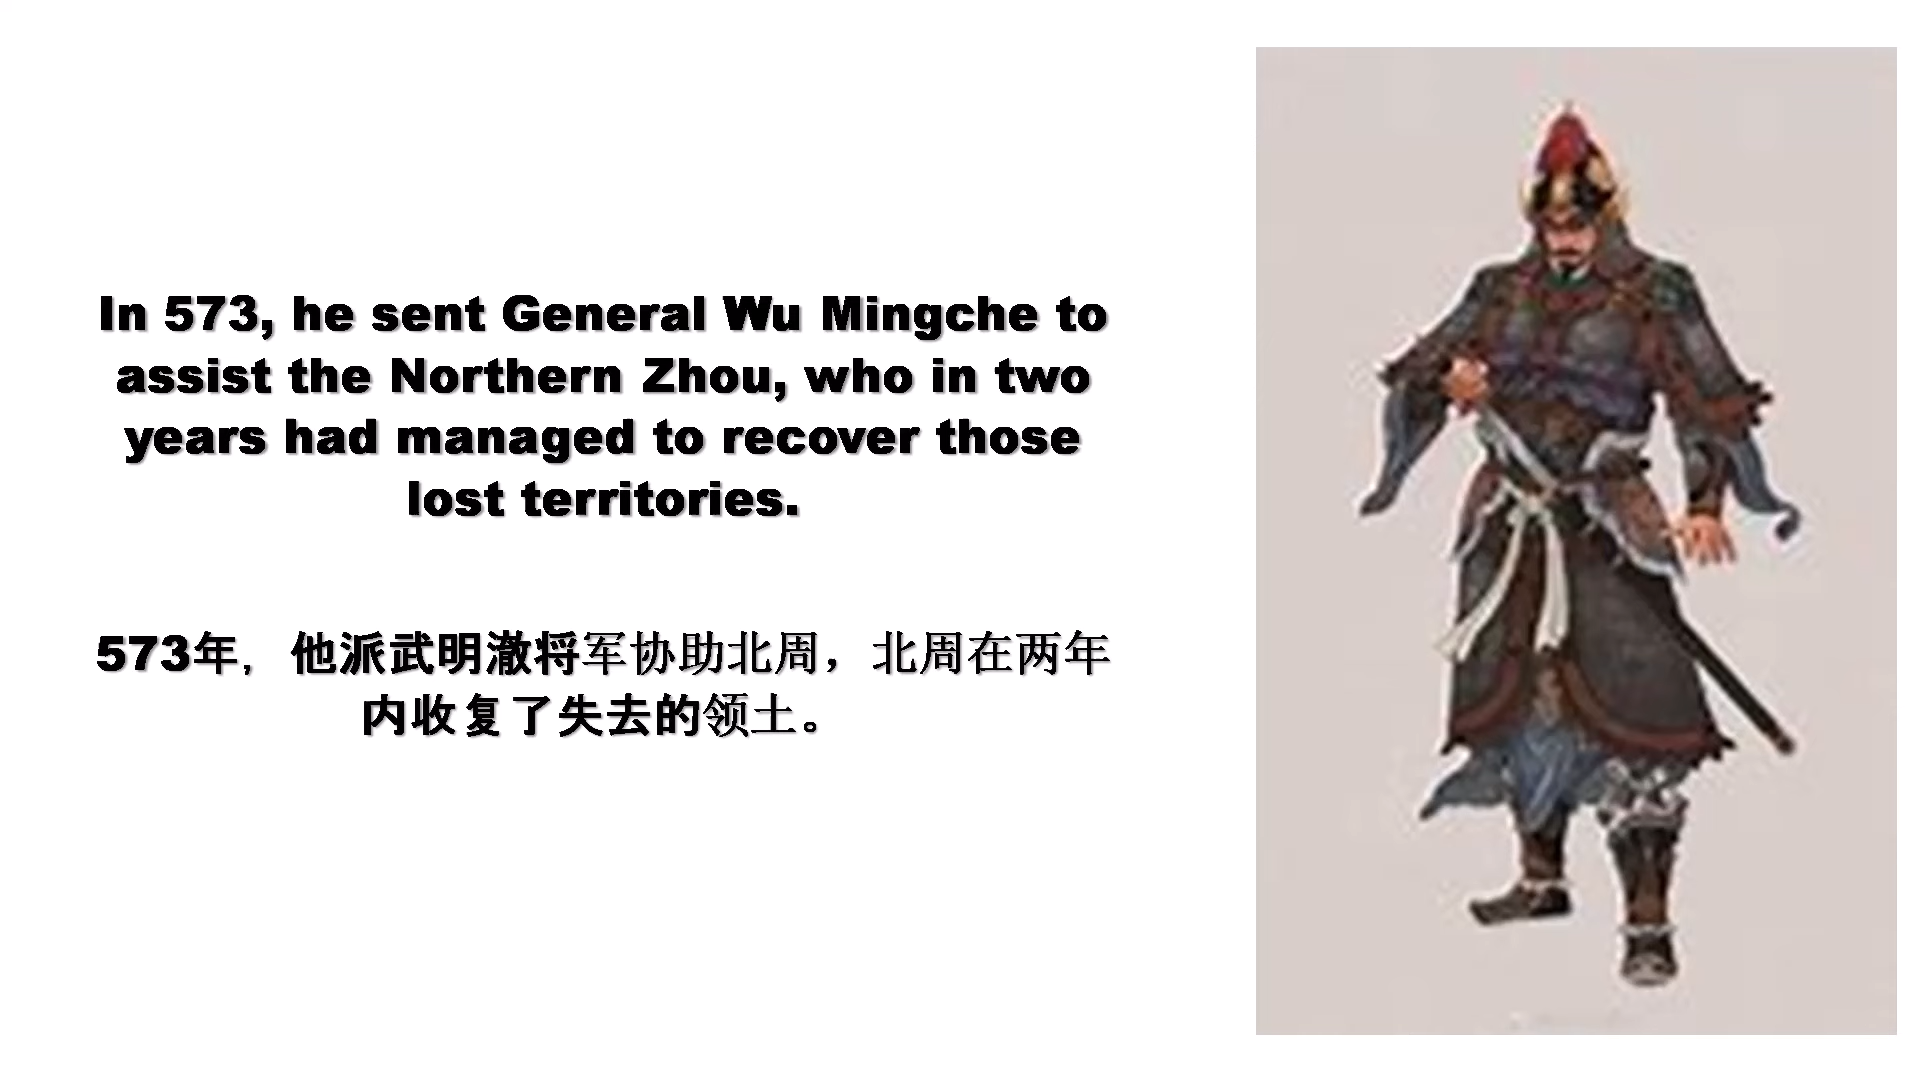 In 573, he sent General Wu Mingche to
assist the Northern Zhou, who in two
years had managed to recover those
lost territories.
573年，他派武明澈将军协助北周，北周在两年
内收复了失去的领土。